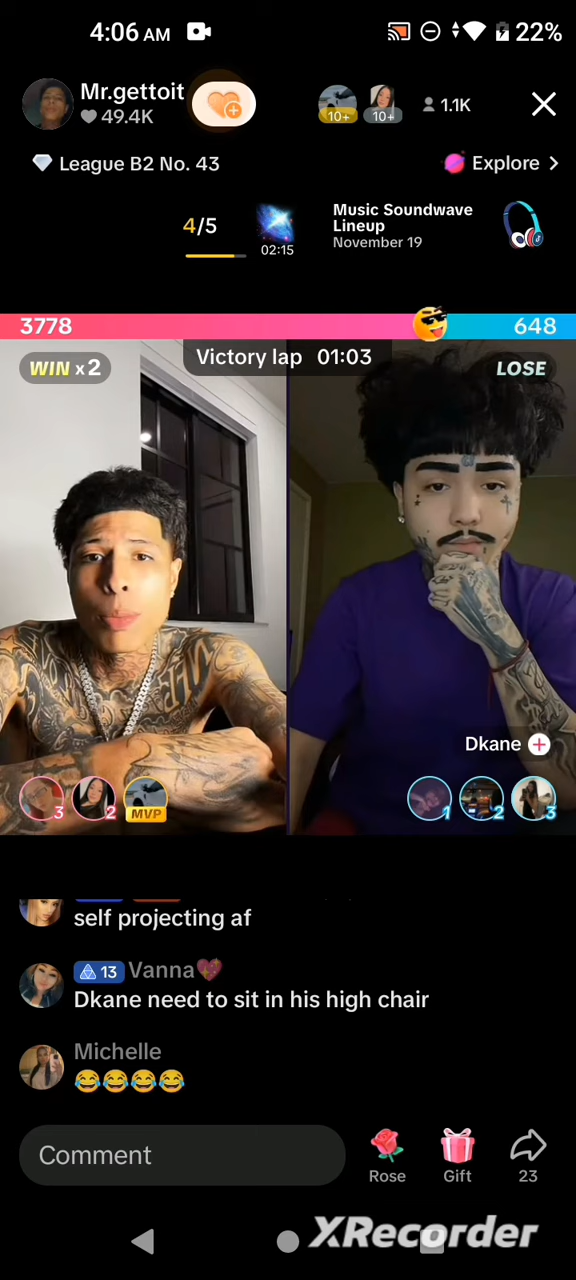 4:06 AM
22%
Mr.gettoit
49.4K
10+
10+
1.1K
League B2 No. 43
Explore >
4/5
02:15
Music Soundwave
Lineup
November 19
3778
648
WIN x2
Victory lap 01:03
LOSE
Dkane
3
2
MVP
1
2
3
self projecting af
13 Vanna💖
Dkane need to sit in his high chair
Michelle
😂😂😂😂
Comment
Rose
Gift
23
XRecorder